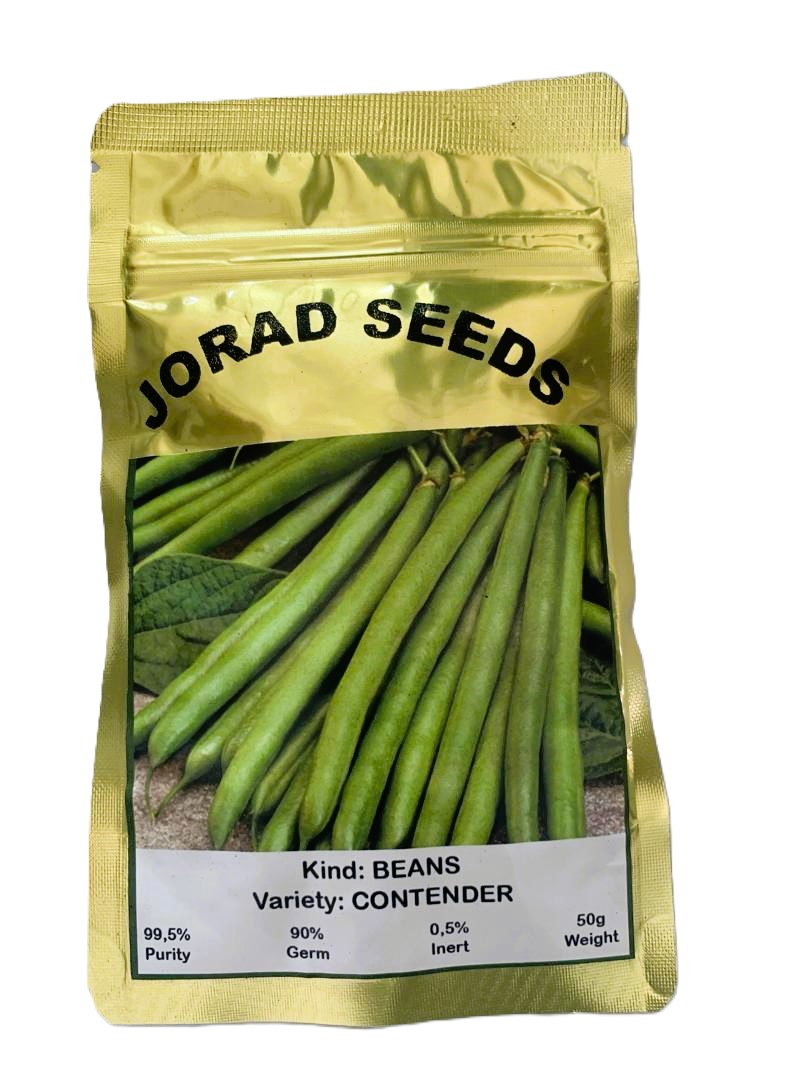 JORAD SEEDS
Kind: BEANS
Variety: CONTENDER
99,5% 90% 0,5% 50g
Purity Germ Inert Weight